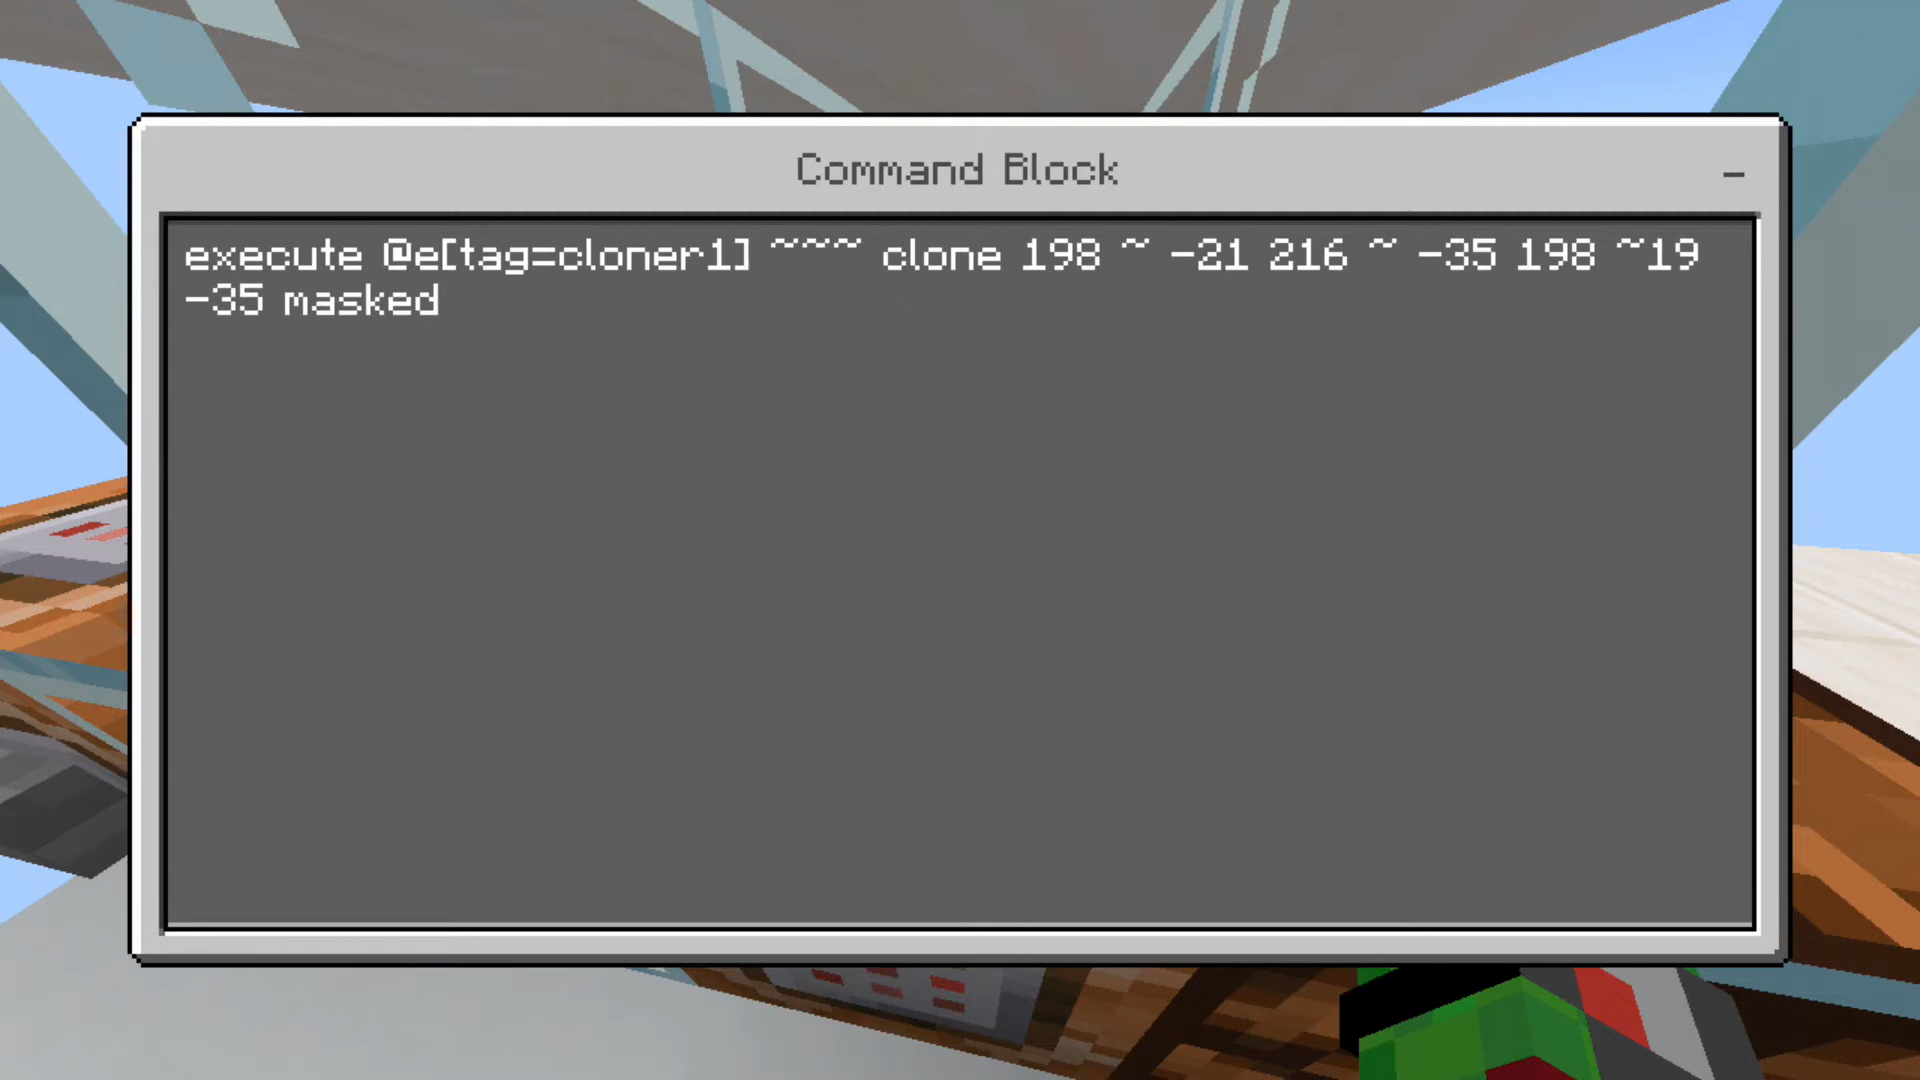 Command Block
execute @e[tag=cloner1] ~~~ clone 198 ~ -21 216 ~ -35 198 ~19
-35 masked